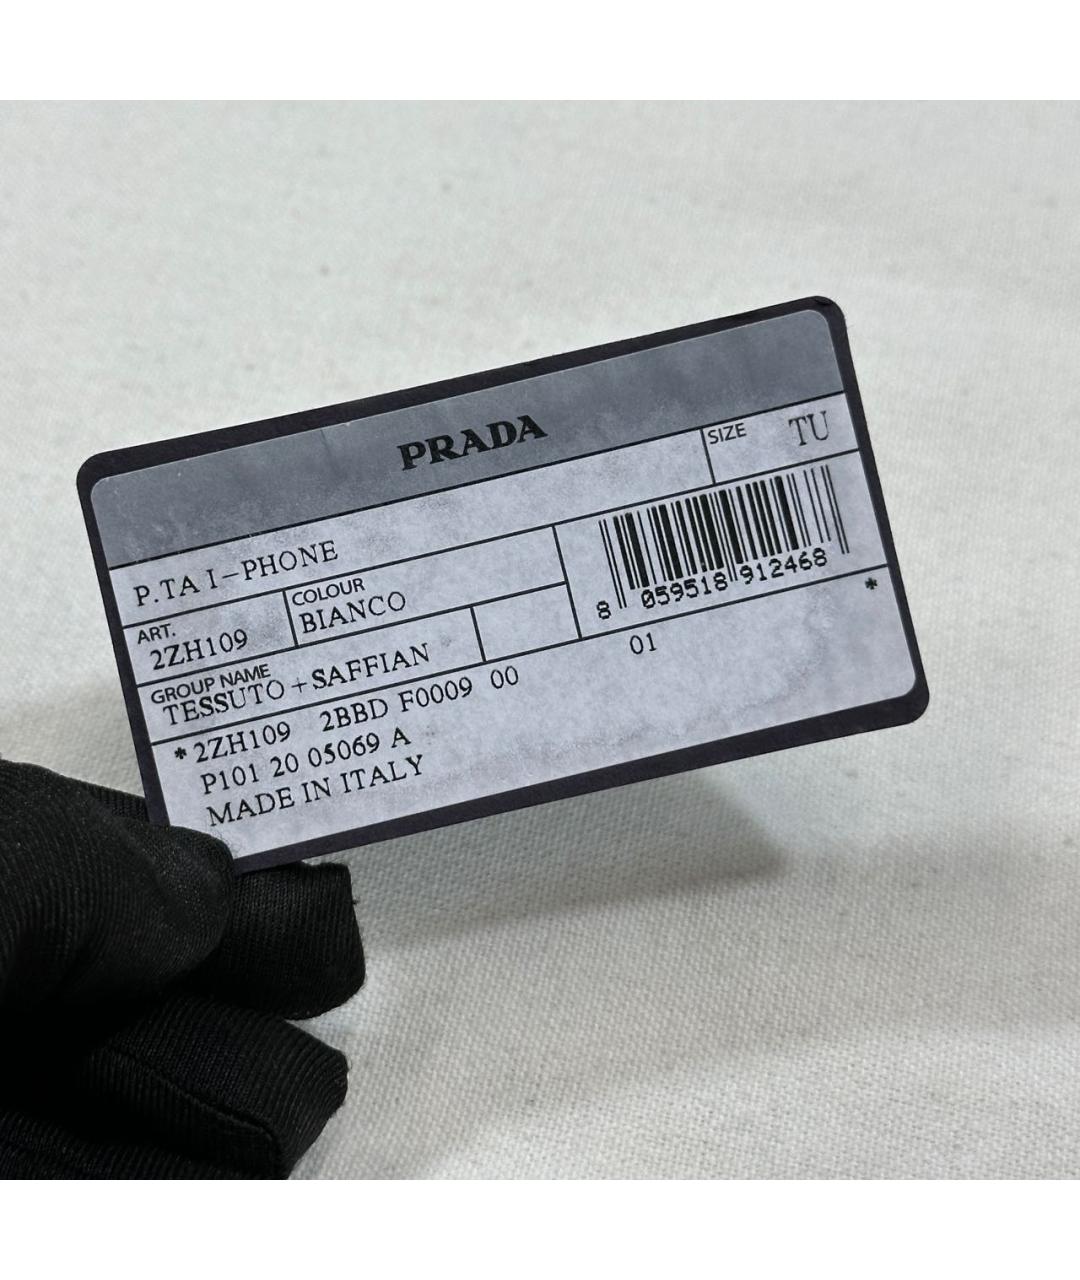 PRADA
P.TA I-PHONE
SIZE TU
ART.
2ZH109
COLOUR
BIANCO
8 059518 912468
GROUP NAME
TESSUTO+SAFFIAN
*2ZH109 2BBD F0009 00 01 *
P101 20 05069 A
MADE IN ITALY